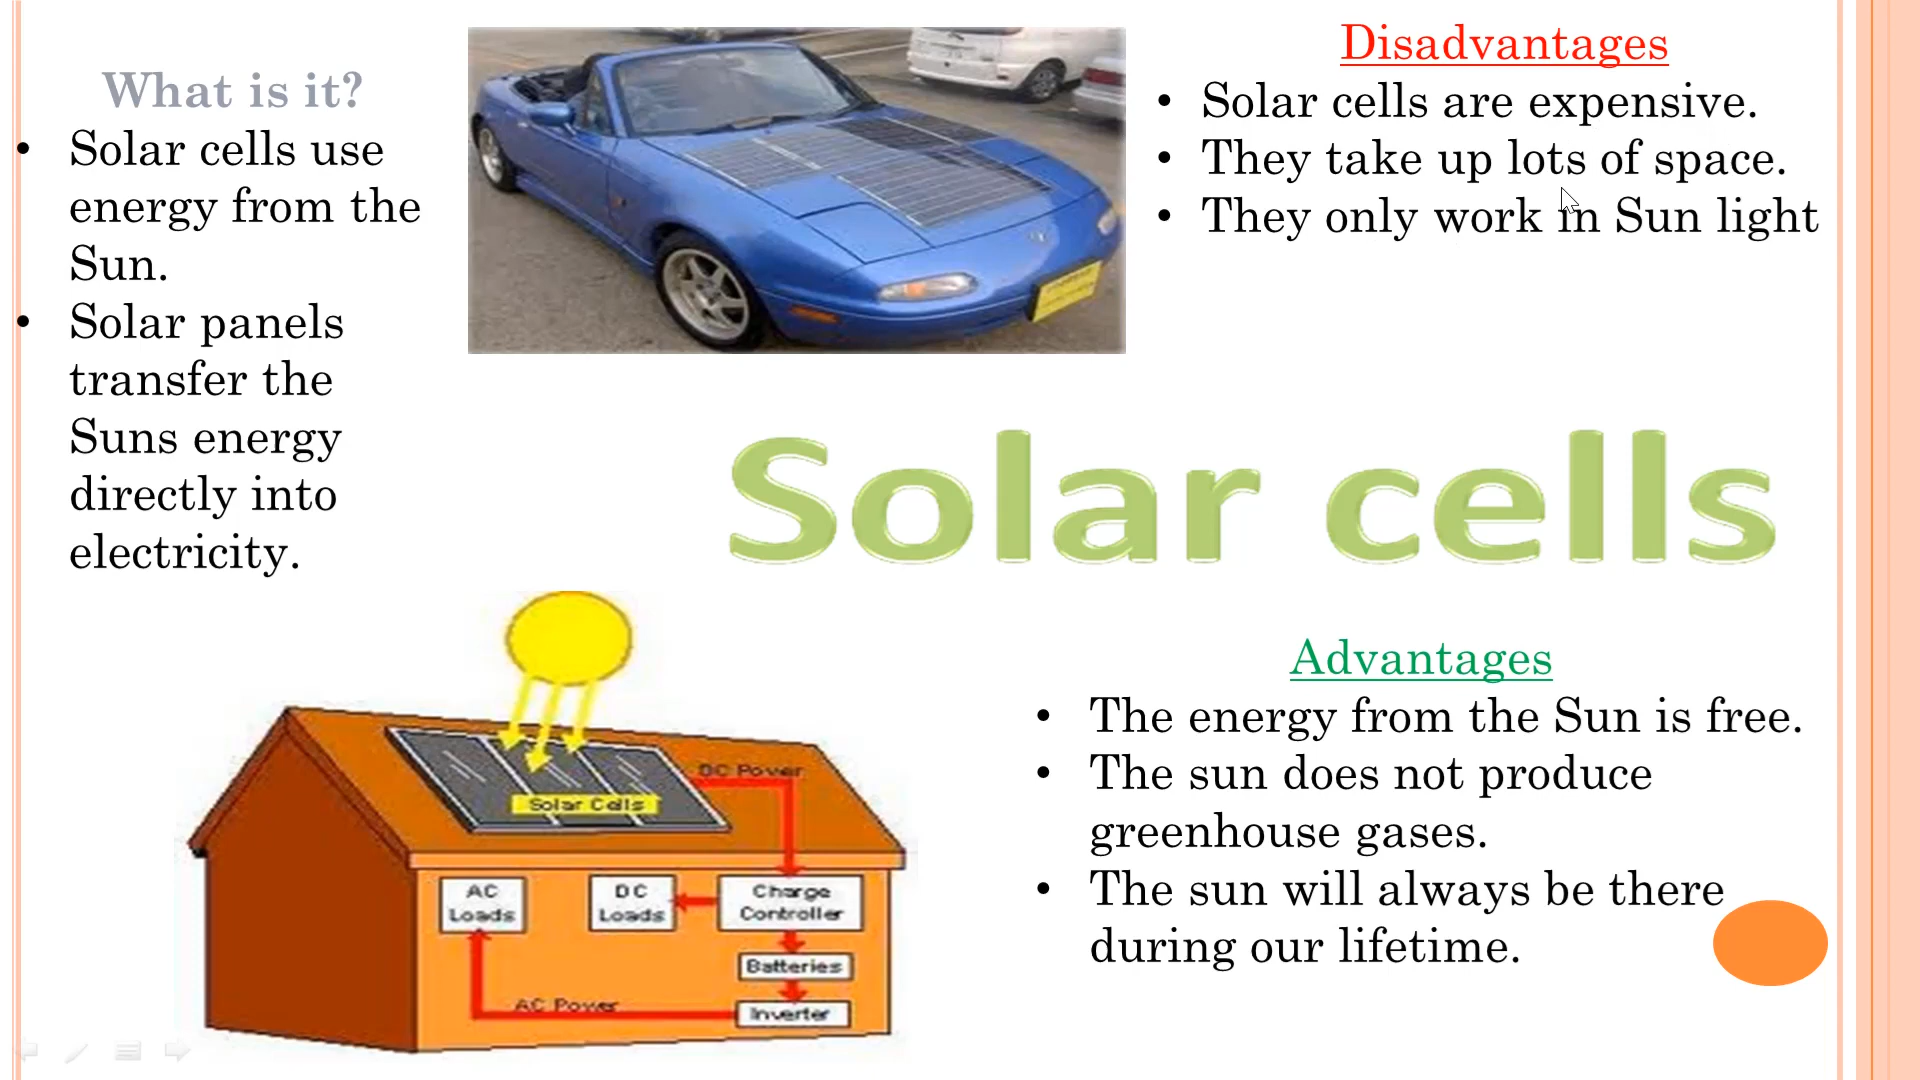 What is it?
• Solar cells use
energy from the
Sun.
• Solar panels
transfer the
Suns energy
directly into
electricity.
Disadvantages
• Solar cells are expensive.
• They take up lots of space.
• They only work in Sun light
Solar cells
Advantages
• The energy from the Sun is free.
• The sun does not produce
greenhouse gases.
• The sun will always be there
during our lifetime.
DC Power
Solar Cells
AC
Loads
DC
Loads
Charge
Controller
Batteries
AC Power
Inverter